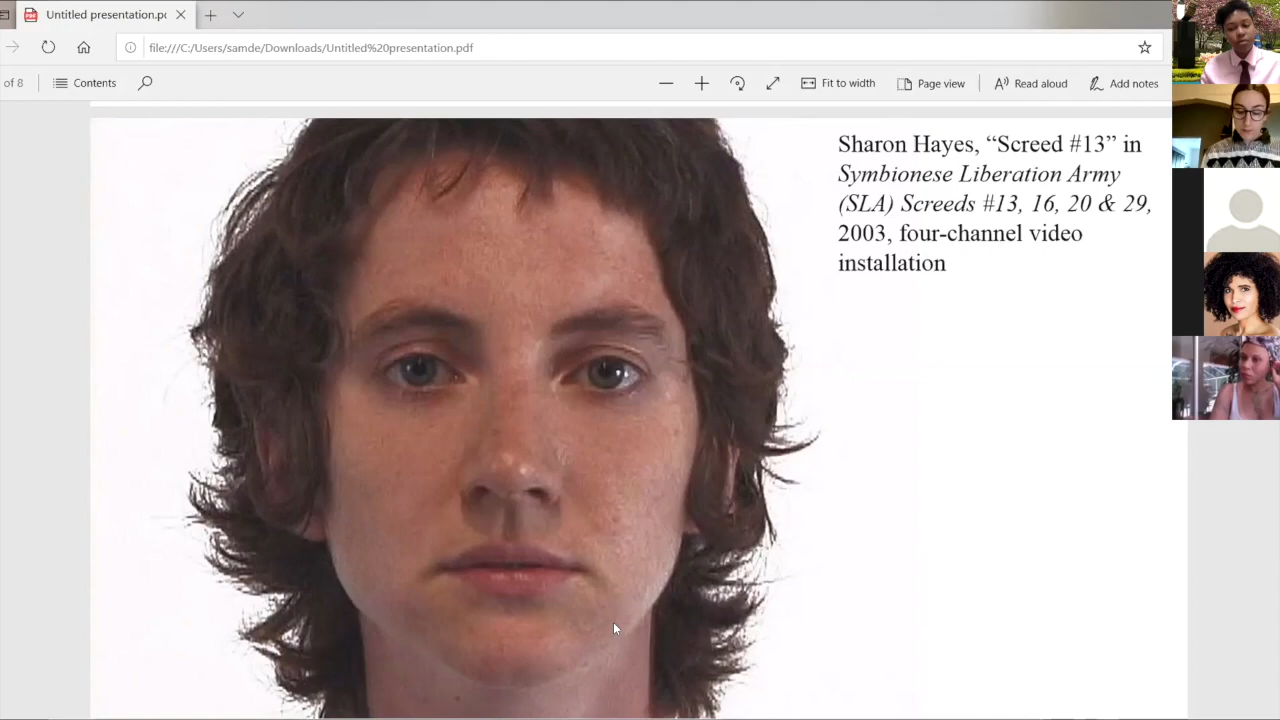 Untitled presentation.pd
file:///C:/Users/samde/Downloads/Untitled%20presentation.pdf
of 8
Contents
Fit to width
Page view
Read aloud
Add notes
Sharon Hayes, “Screed #13” in
Symbionese Liberation Army
(SLA) Screeds #13, 16, 20 & 29,
2003, four-channel video
installation